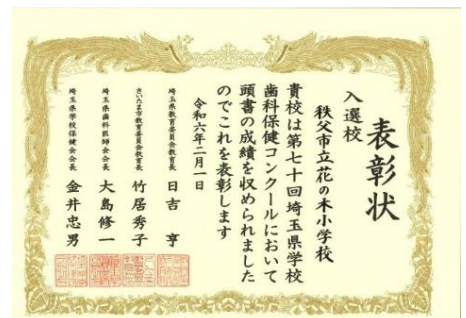 表彰状
入選校
秩父市立花の木小学校
貴校は第七十回埼玉県学校
歯科保健コンクールにおいて
頭書の成績を収められました
のでこれを表彰します
令和六年二月一日
埼玉県教育委員会教育長 日吉亨
さいたま市教育委員会教育長 竹居秀子
埼玉県歯科医師会会長 大島修一
埼玉県学校保健会会長 金井忠男